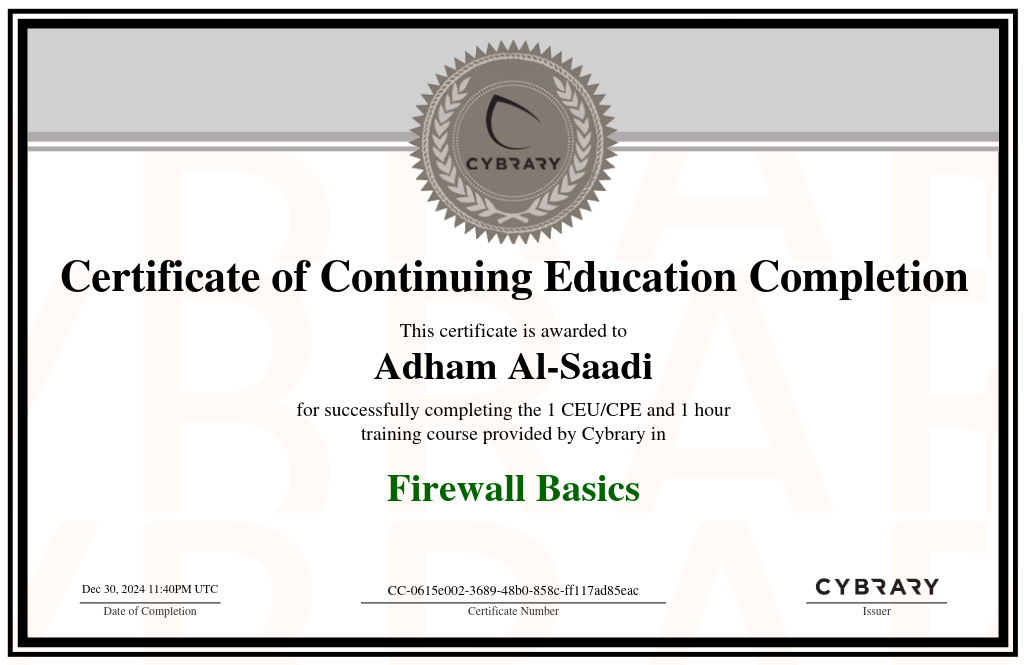 CYBRARY
Certificate of Continuing Education Completion
This certificate is awarded to
Adham Al-Saadi
for successfully completing the 1 CEU/CPE and 1 hour
training course provided by Cybrary in
Firewall Basics
Dec 30, 2024 11:40PM UTC
Date of Completion
CC-0615e002-3689-48b0-858c-ff117ad85eac
Certificate Number
CYBRARY
Issuer